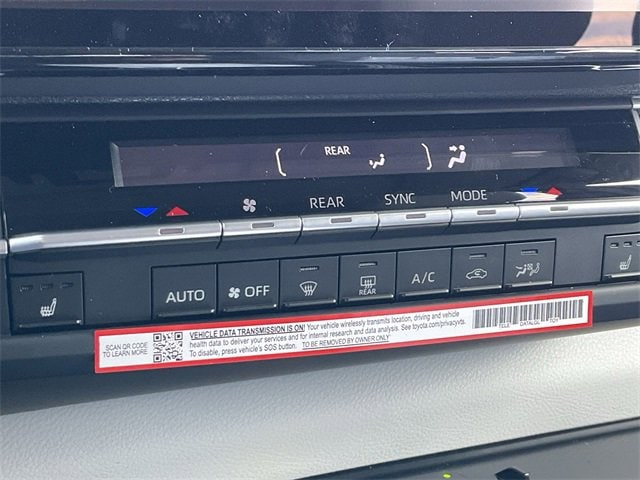 REAR
REAR SYNC MODE
AUTO OFF REAR A/C
SCAN QR CODE
TO LEARN MORE
VEHICLE DATA TRANSMISSION IS ON! Your vehicle wirelessly transmits location, driving and vehicle
health data to deliver your services and for internal research and data analysis. See toyota.com/privacyvts.
To disable, press vehicle's SOS button. TO BE REMOVED BY OWNER ONLY